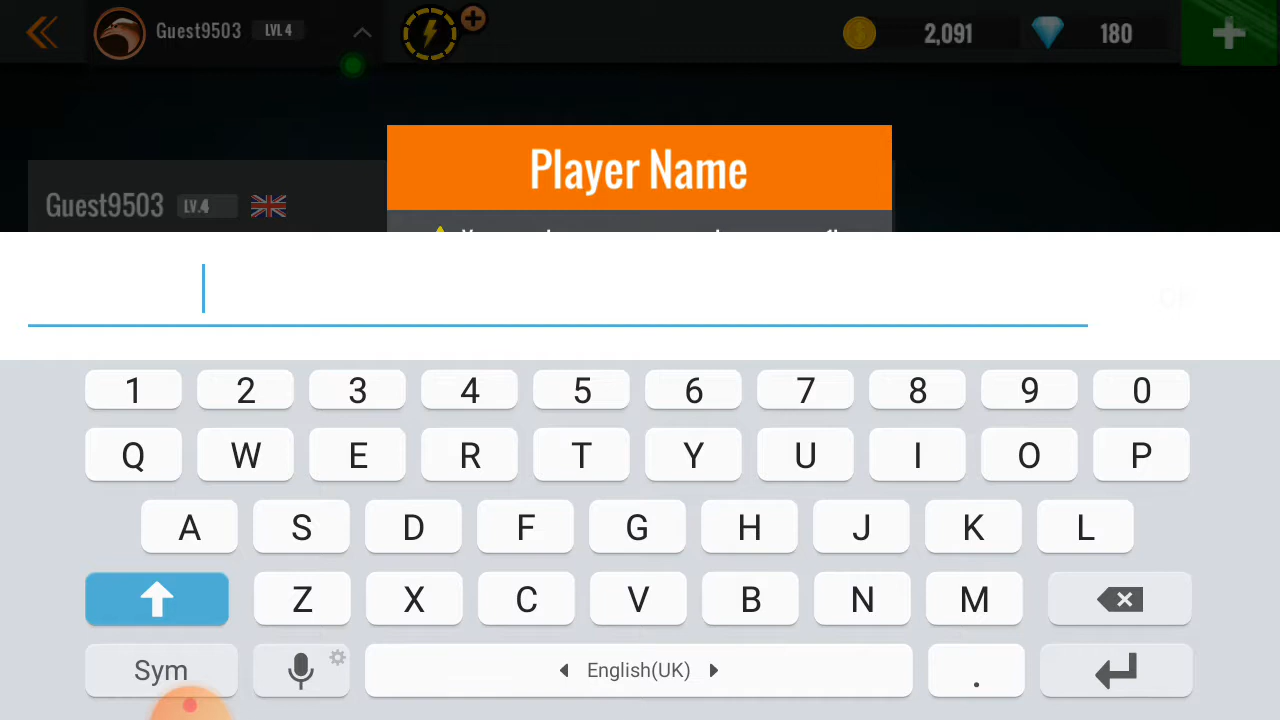 Guest9503 LVL 4 2,091 180
Player Name
Guest9503 LV.4
1 2 3 4 5 6 7 8 9 0
Q W E R T Y U I O P
A S D F G H J K L
Z X C V B N M
Sym English(UK) .